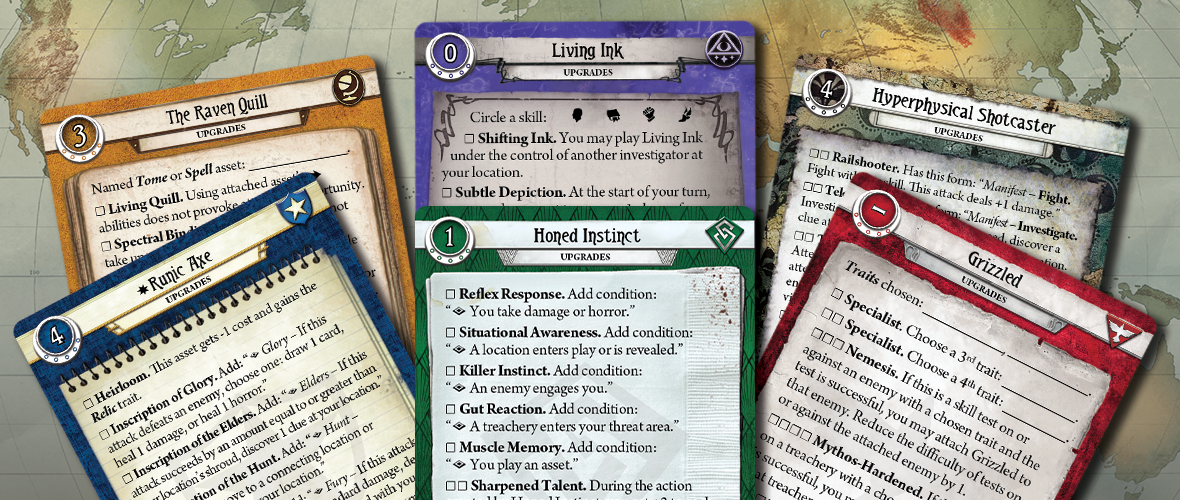 3
The Raven Quill
UPGRADES
Named Tome or Spell asset:
☐ Living Quill. Using attached asset's
abilities does not provoke
☐ Spectral
take
4
✷Runic Axe
UPGRADES
☐ Heirloom. This asset gets -1 cost and gains the
Relic trait.
☐ Inscription of Glory. Add: “ Glory – If this
attack defeats an enemy, choose one: draw 1 card,
heal 1 damage, or heal 1 horror.”
☐ Inscription of the Elders. Add: “ Elders – If this
attack succeeds by an amount equal to or greater than
location's shroud, discover 1 clue at your location.”
of the Hunt. Add: “ Hunt –
to a connecting location or
Fury – If this attack
0
Living Ink
UPGRADES
Circle a skill:
☐ Shifting Ink. You may play Living Ink
under the control of another investigator at
your location.
☐ Subtle Depiction. At the start of your turn,
1
Honed Instinct
UPGRADES
☐ Reflex Response. Add condition:
“ You take damage or horror.”
☐ Situational Awareness. Add condition:
“ A location enters play or is revealed.”
☐ Killer Instinct. Add condition:
“ An enemy engages you.”
☐ Gut Reaction. Add condition:
“ A treachery enters your threat area.”
☐ Muscle Memory. Add condition:
“ You play an asset.”
☐☐ Sharpened Talent. During the action
4
Hyperphysical Shotcaster
UPGRADES
☐☐ Railshooter. Has this form: “Manifest – Fight.
Fight with skill. This attack deals +1 damage.”
“Manifest – Investigate.
discover a
–
Grizzled
UPGRADES
Traits chosen:
☐ Specialist. Choose a 3rd trait:
☐☐ Specialist. Choose a 4th trait:
☐☐☐ Nemesis. If this is a skill test on or
against an enemy with a chosen trait and the
test is successful, you may attach Grizzled to
that enemy. Reduce the difficulty of tests on
or against the attached enemy by 1.
☐☐☐☐ Mythos-Hardened. If
on a treachery with a chosen
successful, you may